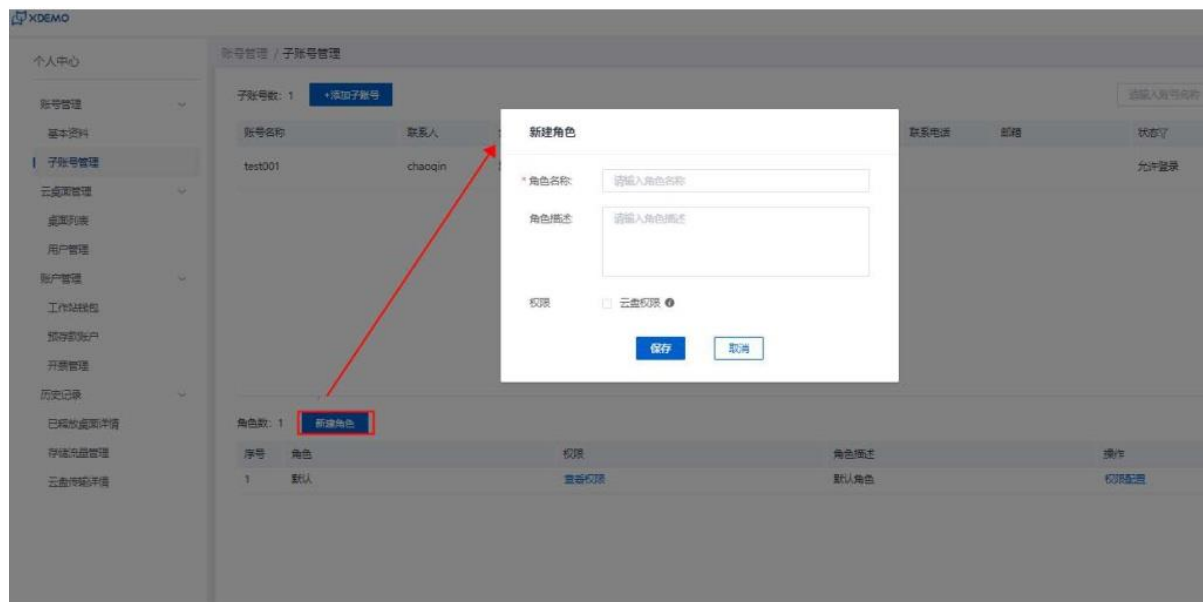 XDEMO
个人中心
账号管理 / 子账号管理
账号管理
基本资料
子账号管理
云桌面管理
桌面列表
用户管理
账户管理
工作站钱包
预存款账户
开票管理
历史记录
已释放桌面详情
存储流量管理
云盘传输详情
子账号数: 1 +添加子账号
请输入账号名称
账号名称 联系人 联系电话 邮箱 状态
test001 chaoqin 允许登录
新建角色
* 角色名称: 请输入角色名称
角色描述 请输入角色描述
权限 云盘权限
保存 取消
角色数: 1 新建角色
序号 角色 权限 角色描述 操作
1 默认 查看权限 默认角色 权限配置